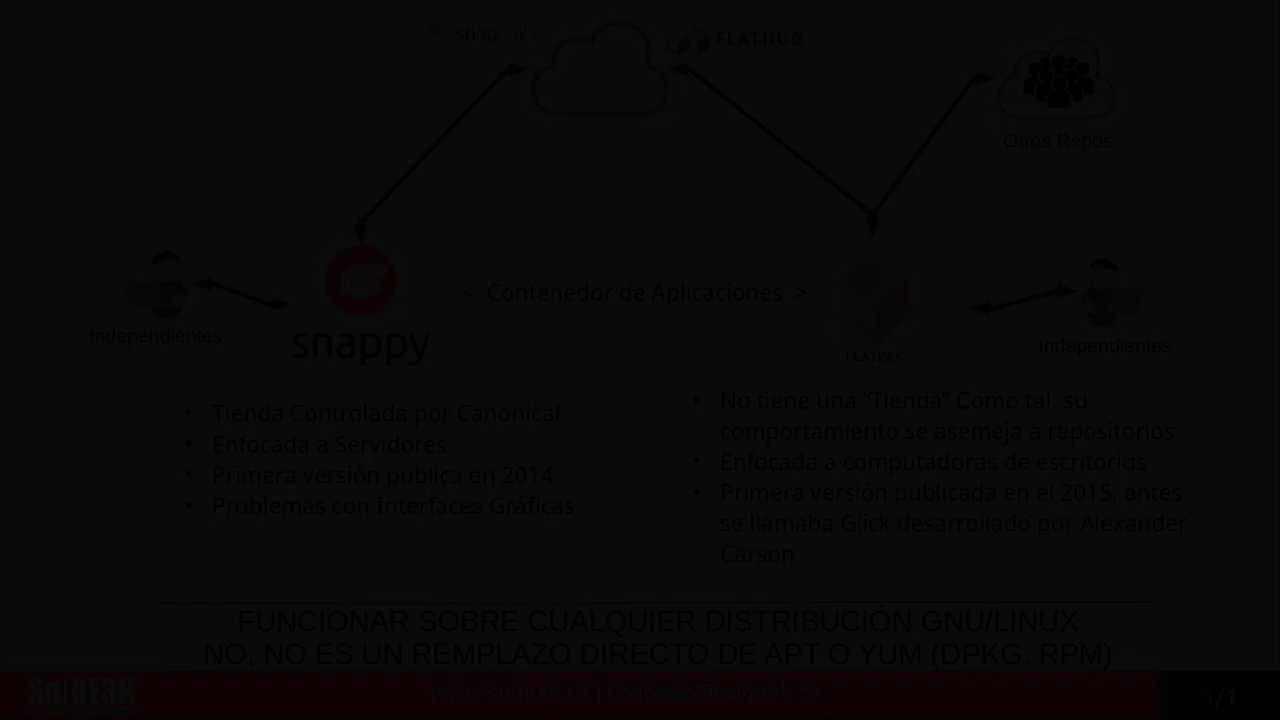 snapcraft
FLATHUB
Otros Repos
Independientes
snappy
< Contenedor de Aplicaciones >
FLATPAK
Independientes
• Tienda Controlada por Canonical
• Enfocada a Servidores
• Primera versión publica en 2014
• Problemas con Interfaces Gráficas
• No tiene una “Tienda” Como tal, su
comportamiento se asemeja a repositorios
• Enfocada a computadoras de escritorios
• Primera versión publicada en el 2015, antes
se llamaba Glick desarrollado por Alexander
Carson
FUNCIONAR SOBRE CUALQUIER DISTRIBUCIÓN GNU/LINUX
NO, NO ES UN REMPLAZO DIRECTO DE APT O YUM (DPKG, RPM)
Su|GEEK
www.sugeek.co | contacto@sugeek.co
1/1